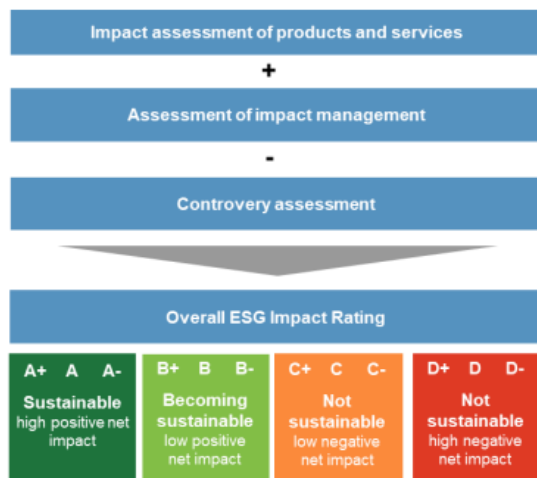 Impact assessment of products and services
+
Assessment of impact management
-
Controvery assessment
Overall ESG Impact Rating
A+ A A-
Sustainable
high positive net
impact
B+ B B-
Becoming
sustainable
low positive
net impact
C+ C C-
Not
sustainable
low negative
net impact
D+ D D-
Not
sustainable
high negative
net impact